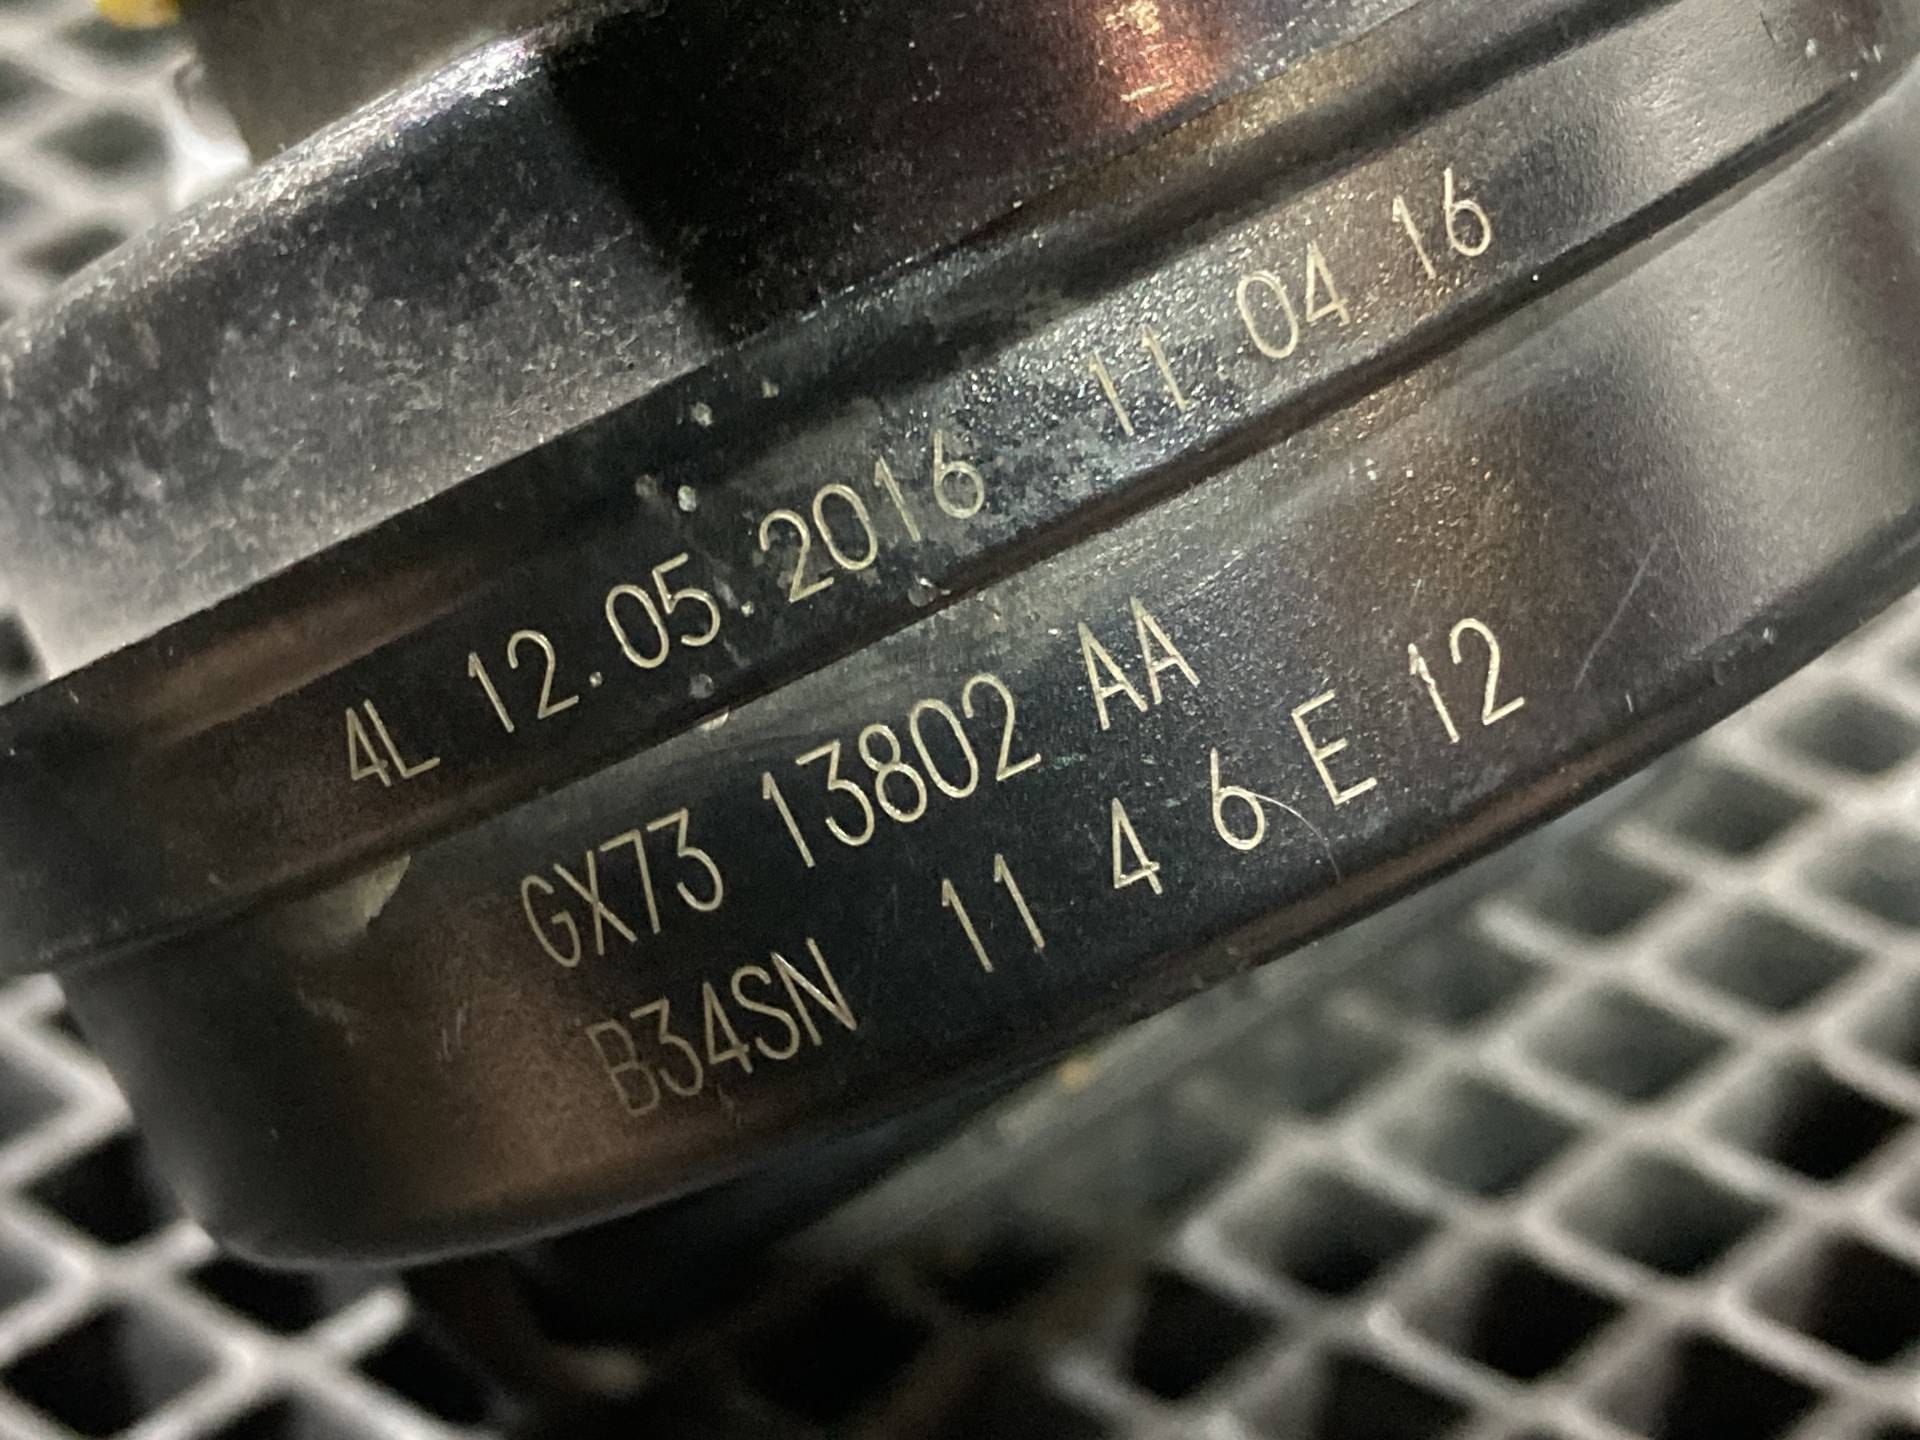 4L 12.05.2016 11 04 16
GX73 13802 AA
B34SN 11 4 6 E 12